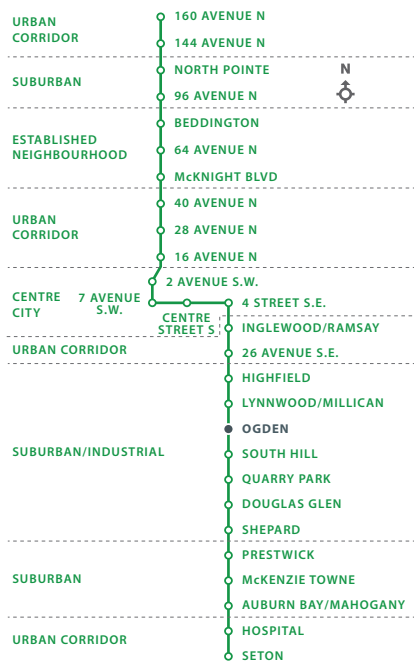 160 AVENUE N
URBAN
CORRIDOR
144 AVENUE N
NORTH POINTE
N
SUBURBAN
96 AVENUE N
BEDDINGTON
ESTABLISHED
NEIGHBOURHOOD
64 AVENUE N
McKNIGHT BLVD
40 AVENUE N
URBAN
CORRIDOR
28 AVENUE N
16 AVENUE N
2 AVENUE S.W.
CENTRE
CITY
7 AVENUE
S.W.
4 STREET S.E.
CENTRE
STREET S
INGLEWOOD/RAMSAY
URBAN CORRIDOR
26 AVENUE S.E.
HIGHFIELD
LYNNWOOD/MILLICAN
OGDEN
SUBURBAN/INDUSTRIAL
SOUTH HILL
QUARRY PARK
DOUGLAS GLEN
SHEPARD
PRESTWICK
SUBURBAN
McKENZIE TOWNE
AUBURN BAY/MAHOGANY
HOSPITAL
URBAN CORRIDOR
SETON